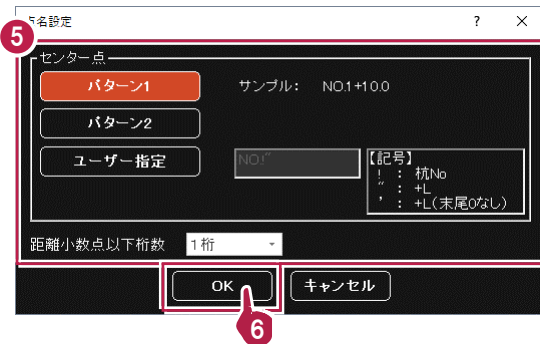 点名設定 ? ×
5
センター点
パターン1 サンプル: NO.1+10.0
パターン2
ユーザー指定 NO.!" 【記号】
! : 杭No
" : +L
' : +L(末尾0なし)
距離小数点以下桁数 1桁
OK キャンセル
6